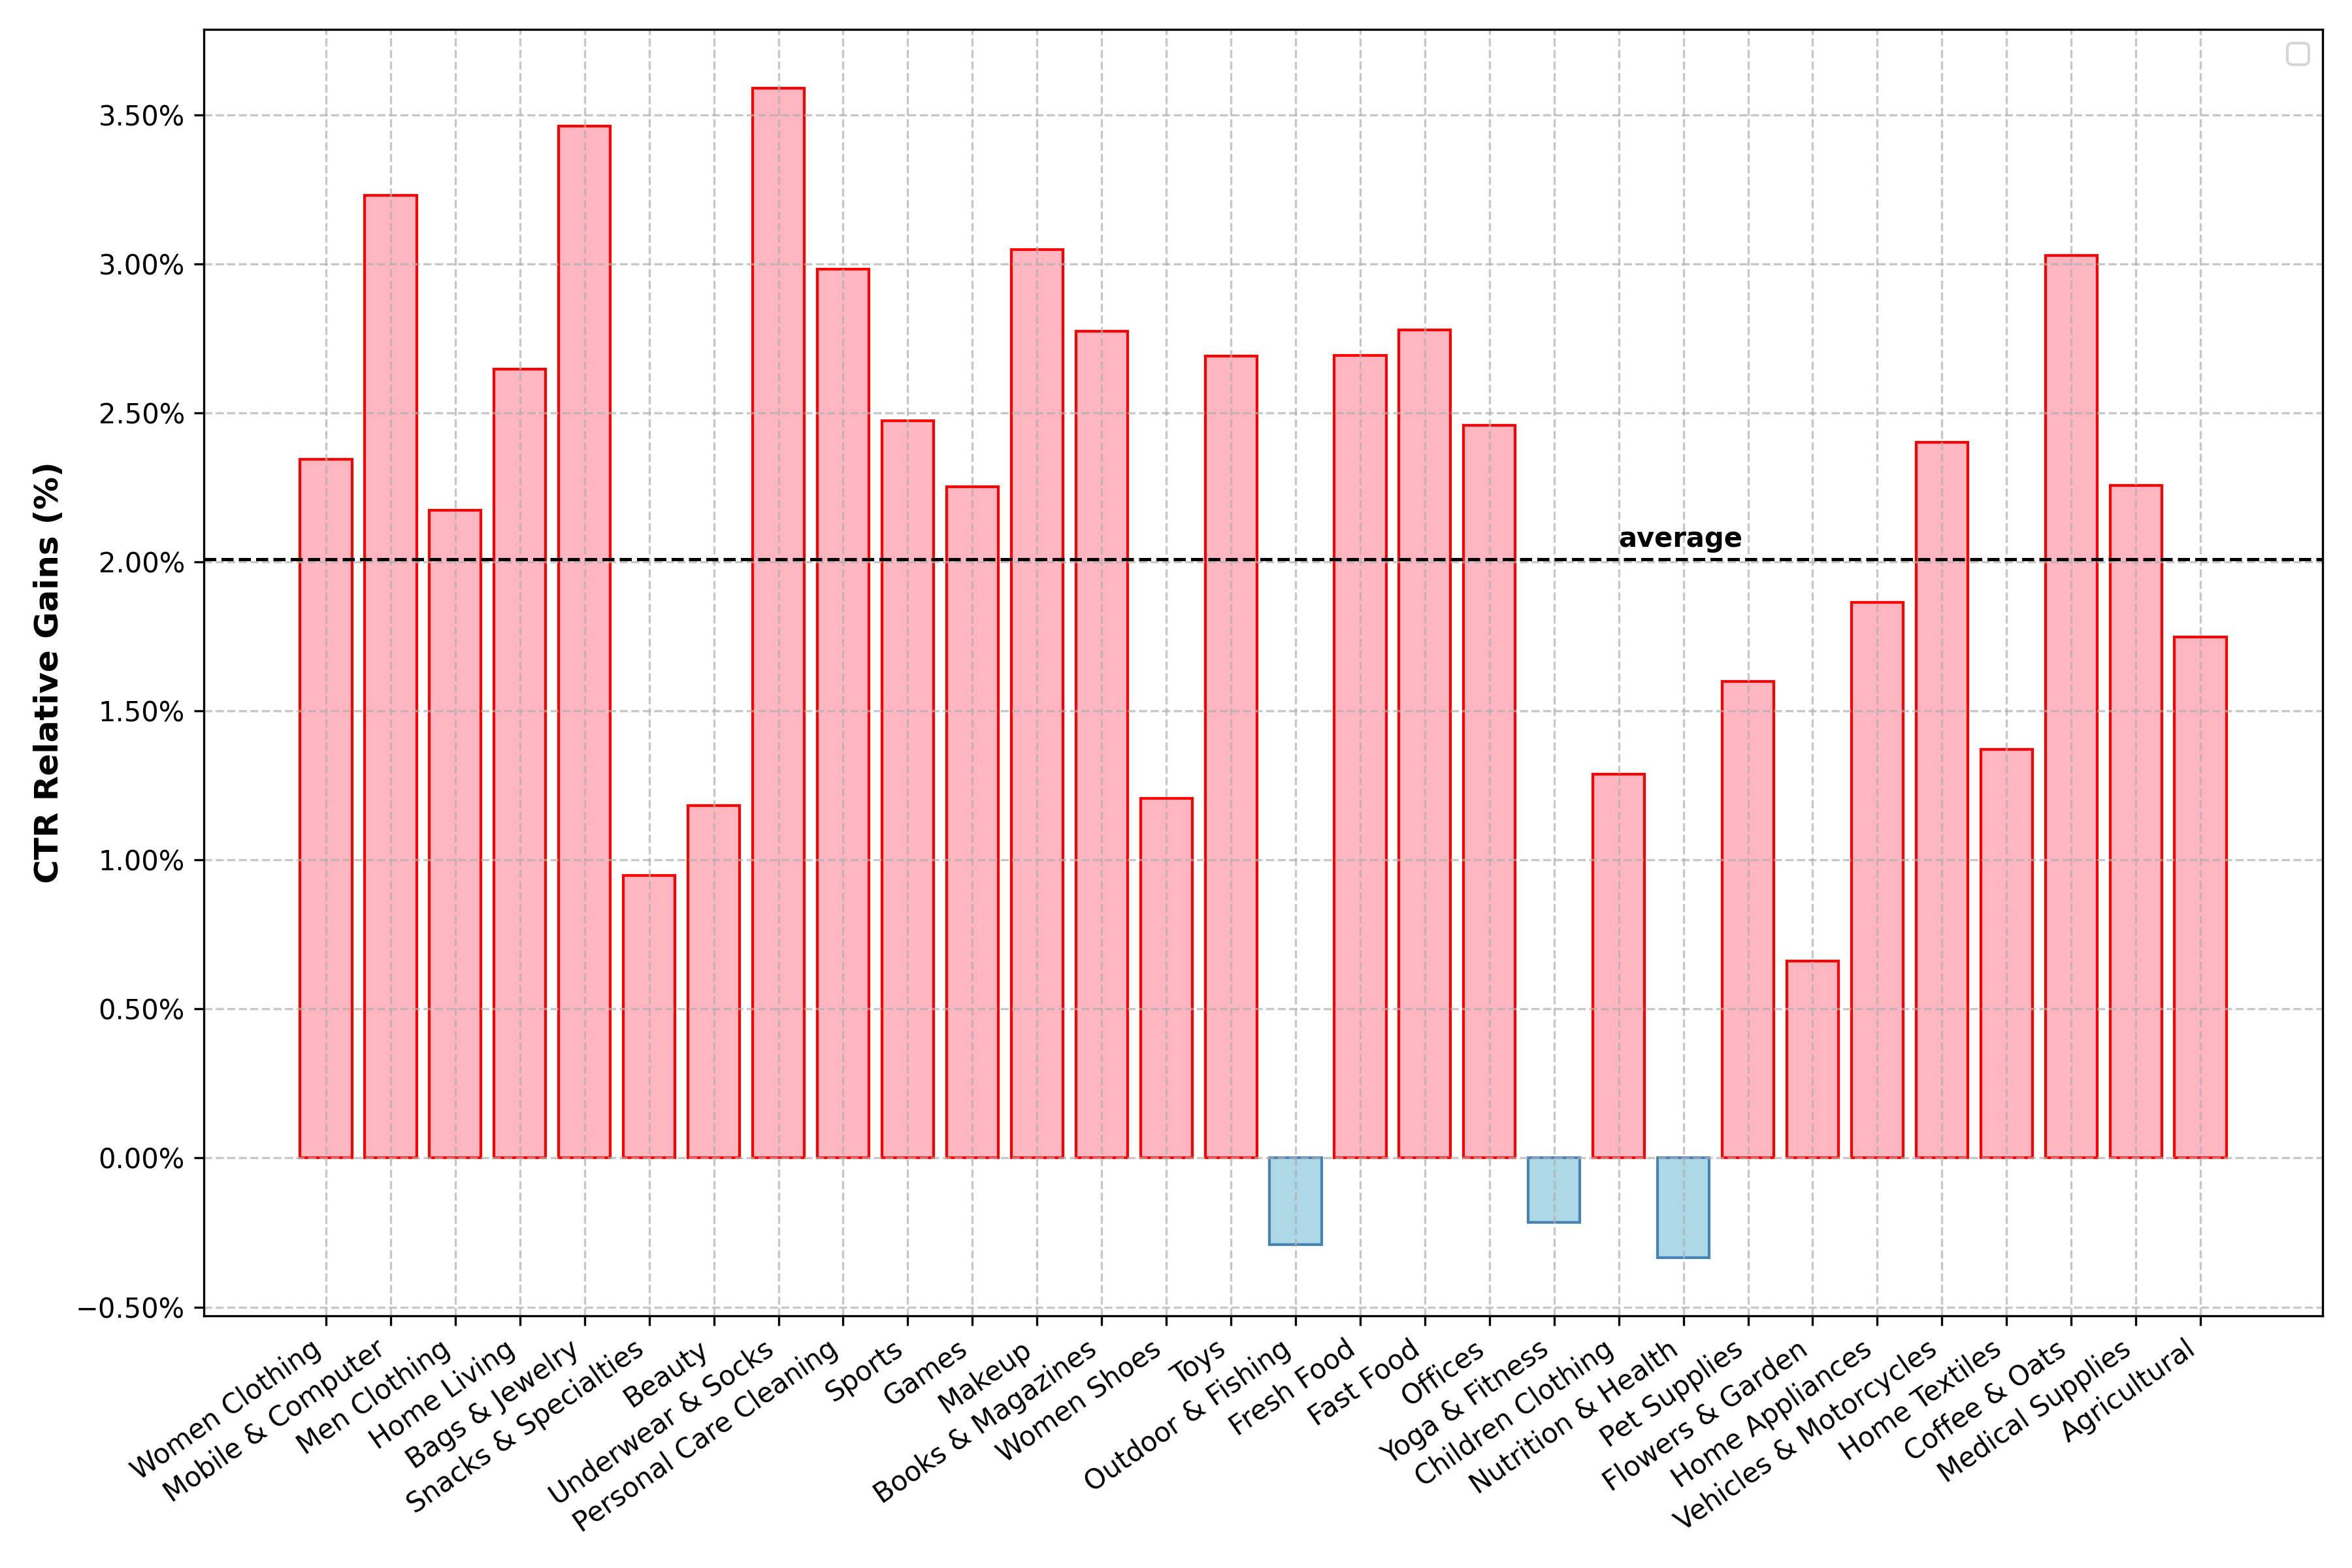 CTR Relative Gains (%)
3.50%
3.00%
2.50%
2.00%
1.50%
1.00%
0.50%
0.00%
−0.50%
average
Women Clothing
Mobile & Computer
Men Clothing
Home Living
Bags & Jewelry
Snacks & Specialties
Beauty
Underwear & Socks
Personal Care Cleaning
Sports
Games
Makeup
Books & Magazines
Women Shoes
Toys
Outdoor & Fishing
Fresh Food
Fast Food
Offices
Yoga & Fitness
Children Clothing
Nutrition & Health
Pet Supplies
Flowers & Garden
Home Appliances
Vehicles & Motorcycles
Home Textiles
Coffee & Oats
Medical Supplies
Agricultural